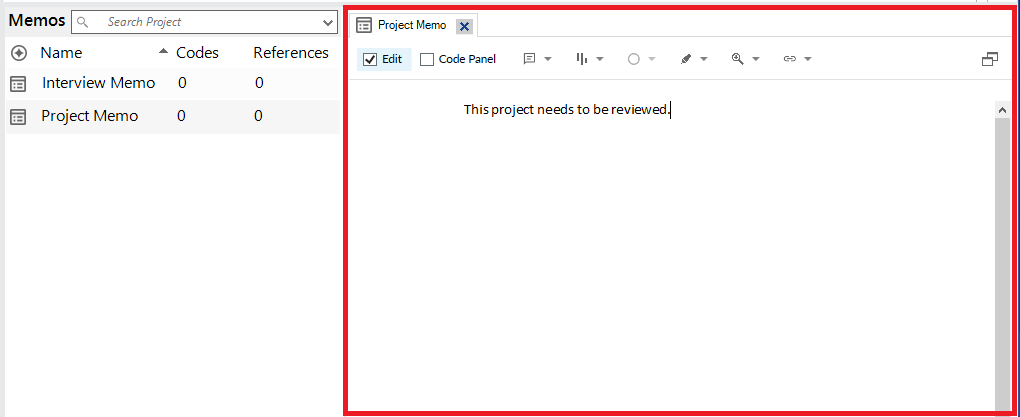 Memos Search Project
Name Codes References
Interview Memo 0 0
Project Memo 0 0
Project Memo
Edit Code Panel
This project needs to be reviewed.